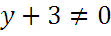 y + 3 ≠ 0